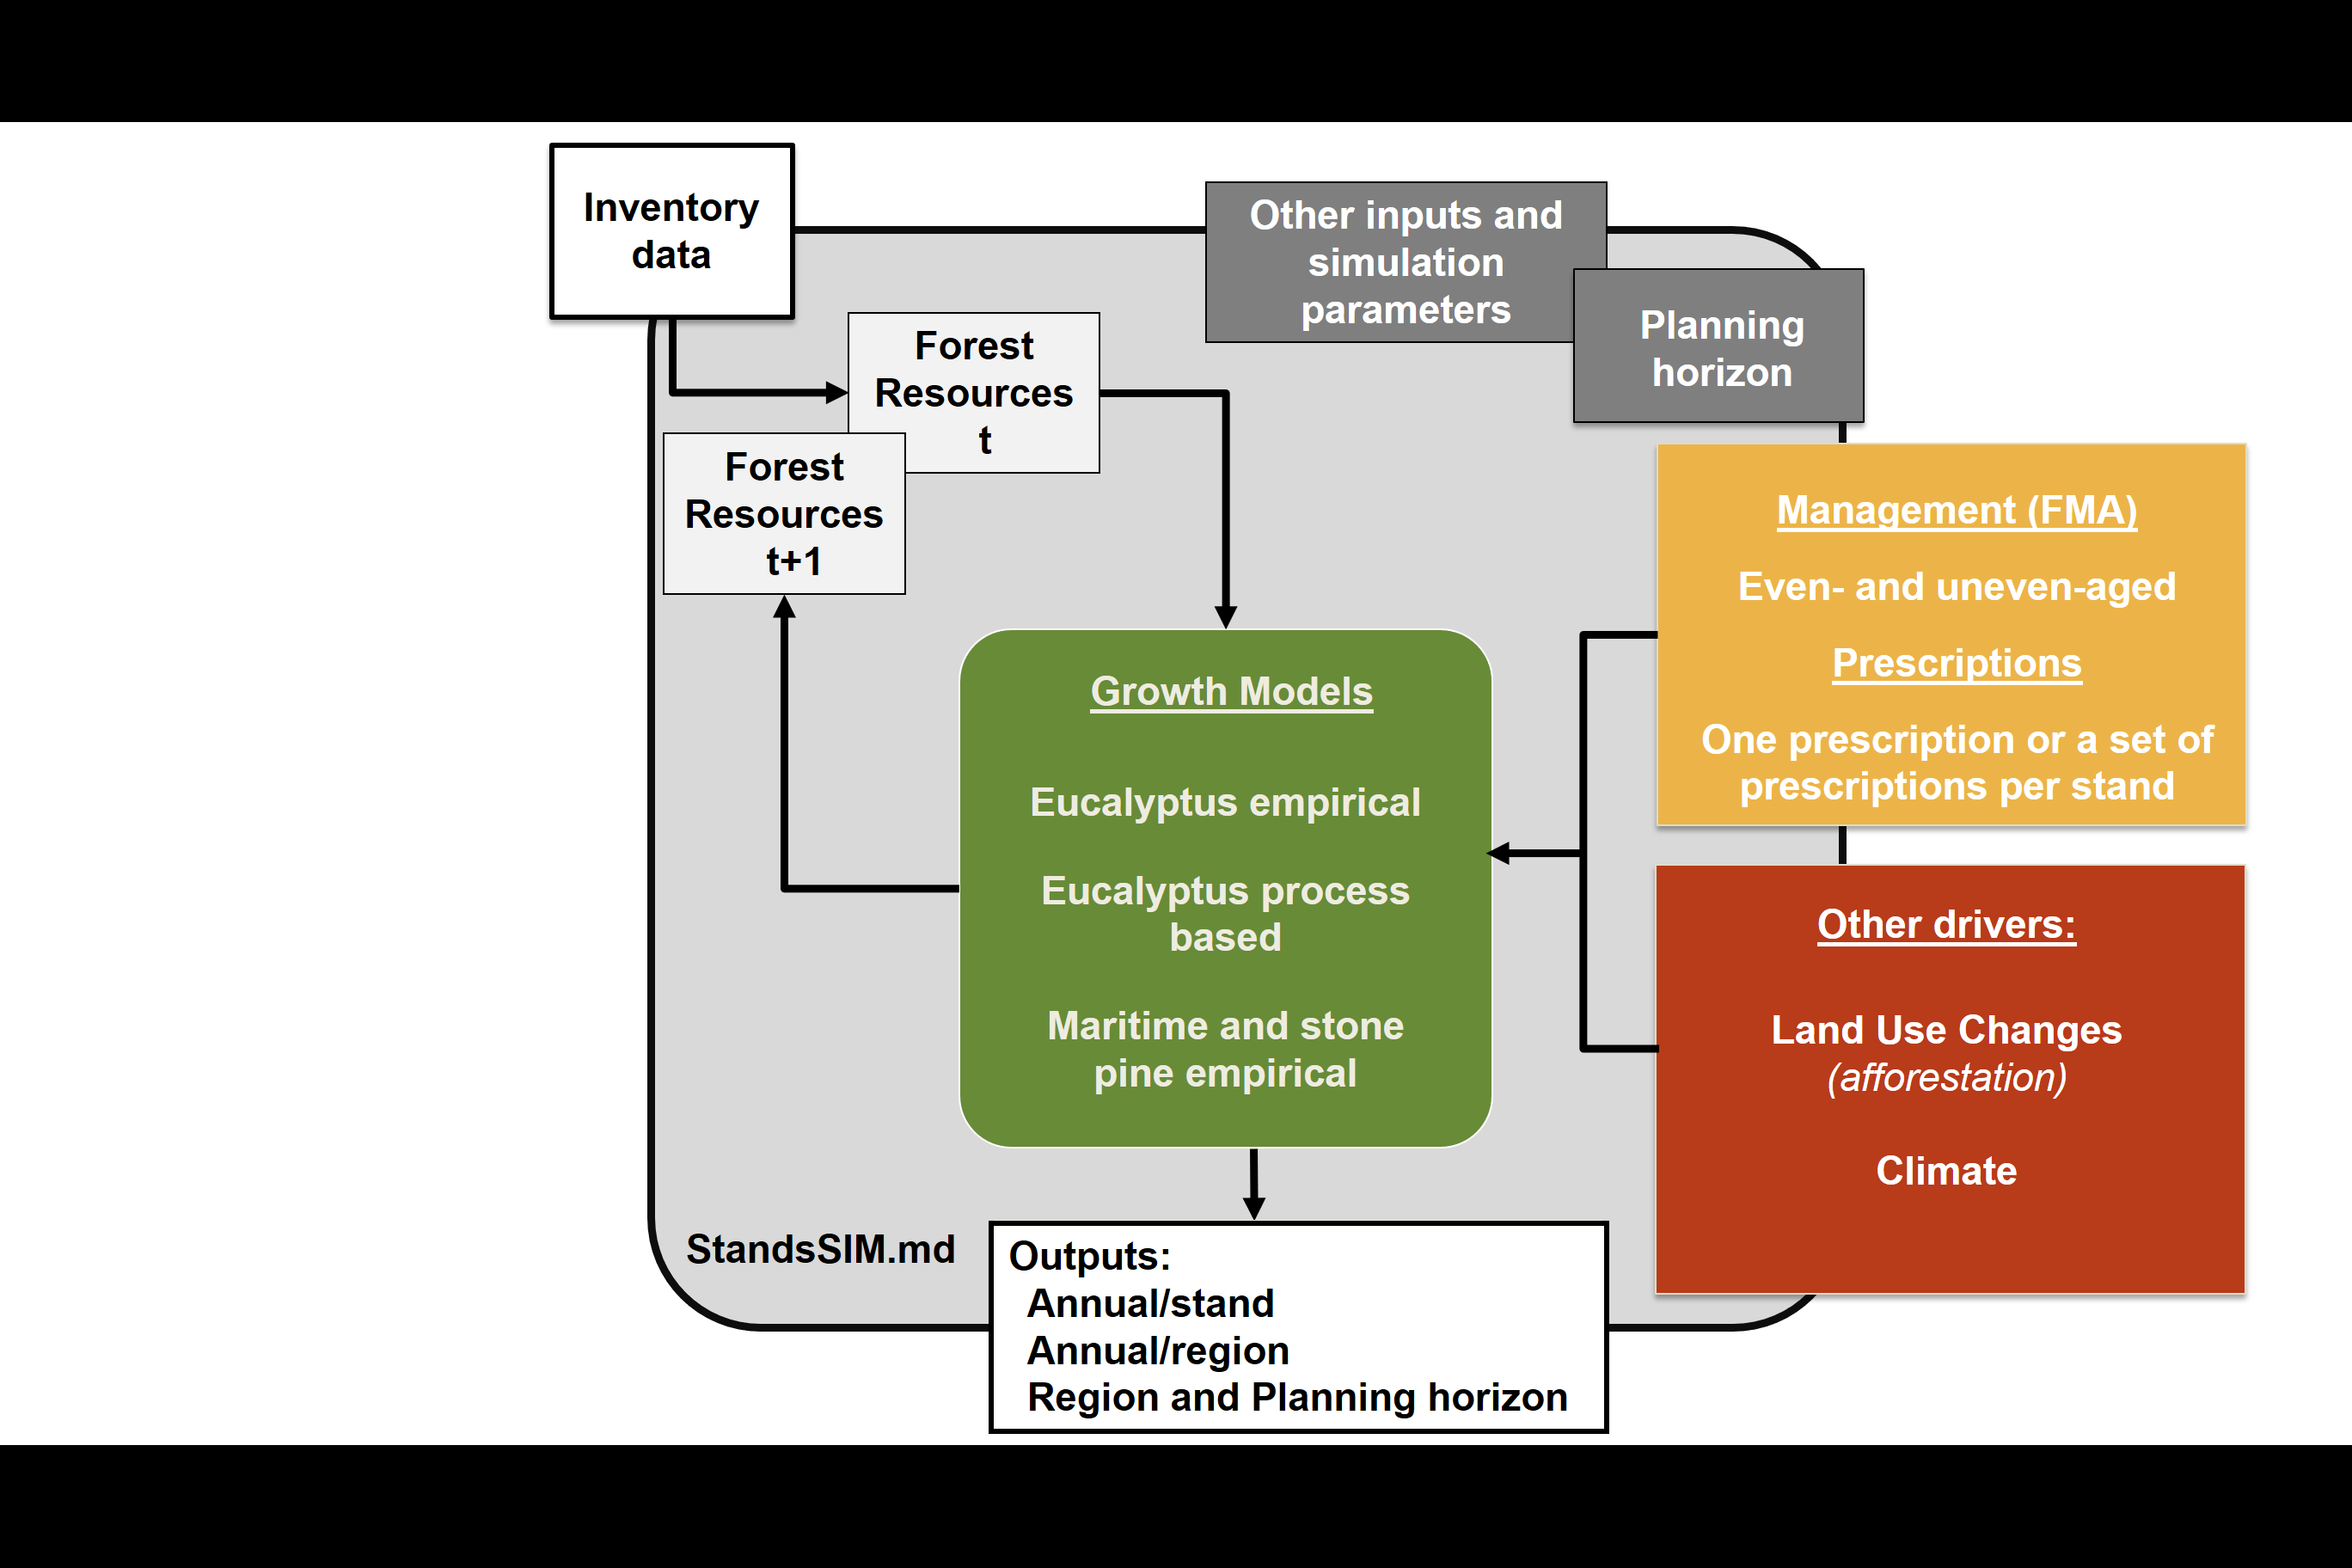 Inventory
data
Other inputs and
simulation
parameters
Planning
horizon
Forest
Resources
t
Forest
Resources
t+1
Management (FMA)
Even- and uneven-aged
Prescriptions
One prescription or a set of
prescriptions per stand
Growth Models
Eucalyptus empirical
Eucalyptus process
based
Maritime and stone
pine empirical
Other drivers:
Land Use Changes
(afforestation)
Climate
StandsSIM.md
Outputs:
Annual/stand
Annual/region
Region and Planning horizon